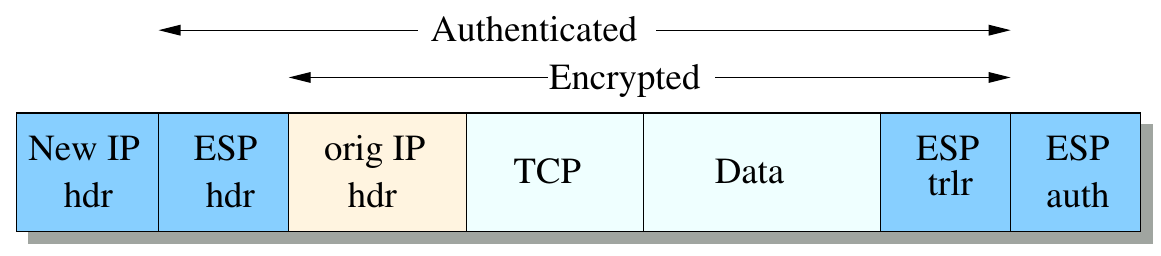 Authenticated
Encrypted
New IP
hdr
ESP
hdr
orig IP
hdr
TCP
Data
ESP
trlr
ESP
auth